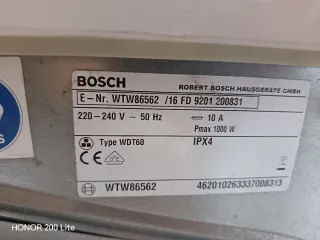 BOSCH
ROBERT BOSCH HAUSGERÄTE GMBH
E-Nr. WTW86562 /16 FD 9201 200831
220-240 V ~ 50 Hz 10 A
Pmax 1000 W
Type WDT60 IPX4
CE
WTW86562 462010263337008313
HONOR 200 Lite